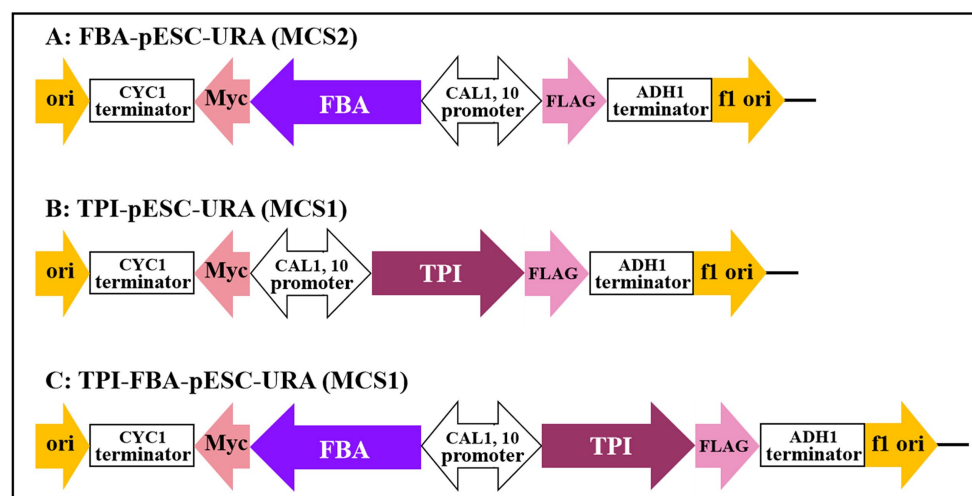 A: FBA-pESC-URA (MCS2)
ori CYC1 terminator Myc FBA CAL1, 10 promoter FLAG ADH1 terminator f1 ori
B: TPI-pESC-URA (MCS1)
ori CYC1 terminator Myc CAL1, 10 promoter TPI FLAG ADH1 terminator f1 ori
C: TPI-FBA-pESC-URA (MCS1)
ori CYC1 terminator Myc FBA CAL1, 10 promoter TPI FLAG ADH1 terminator f1 ori